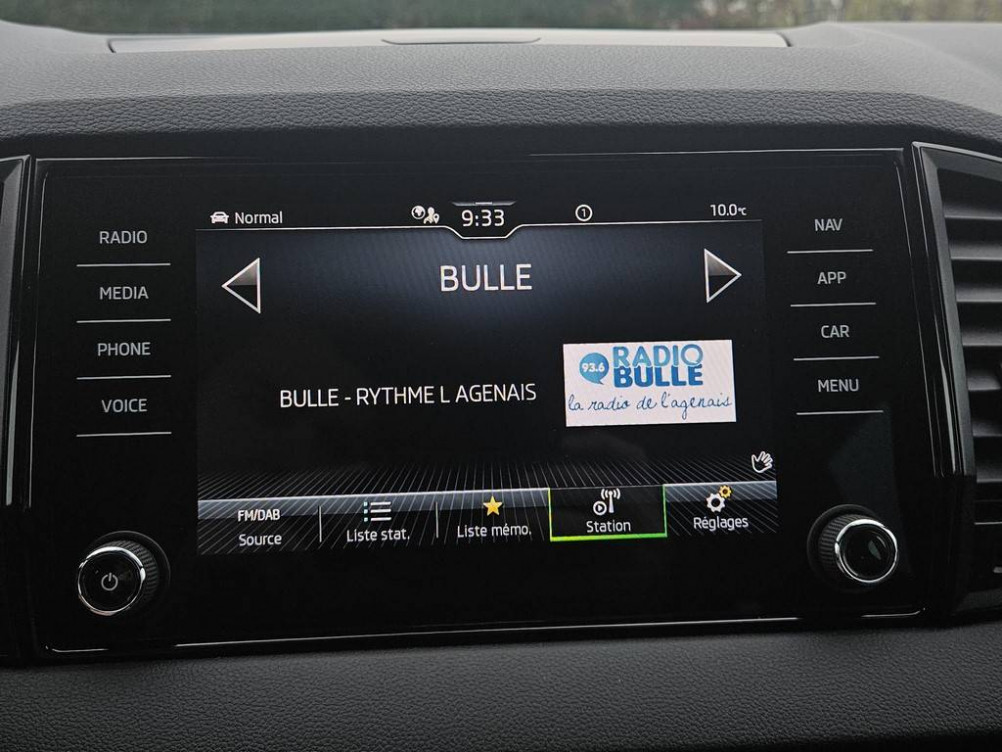 Normal
9:33
1
10.0°c
RADIO
MEDIA
PHONE
VOICE
BULLE
BULLE - RYTHME L AGENAIS
93.6
RADIO
BULLE
la radio de l'agenais
FM/DAB
Source
Liste stat.
Liste mémo.
Station
Réglages
NAV
APP
CAR
MENU